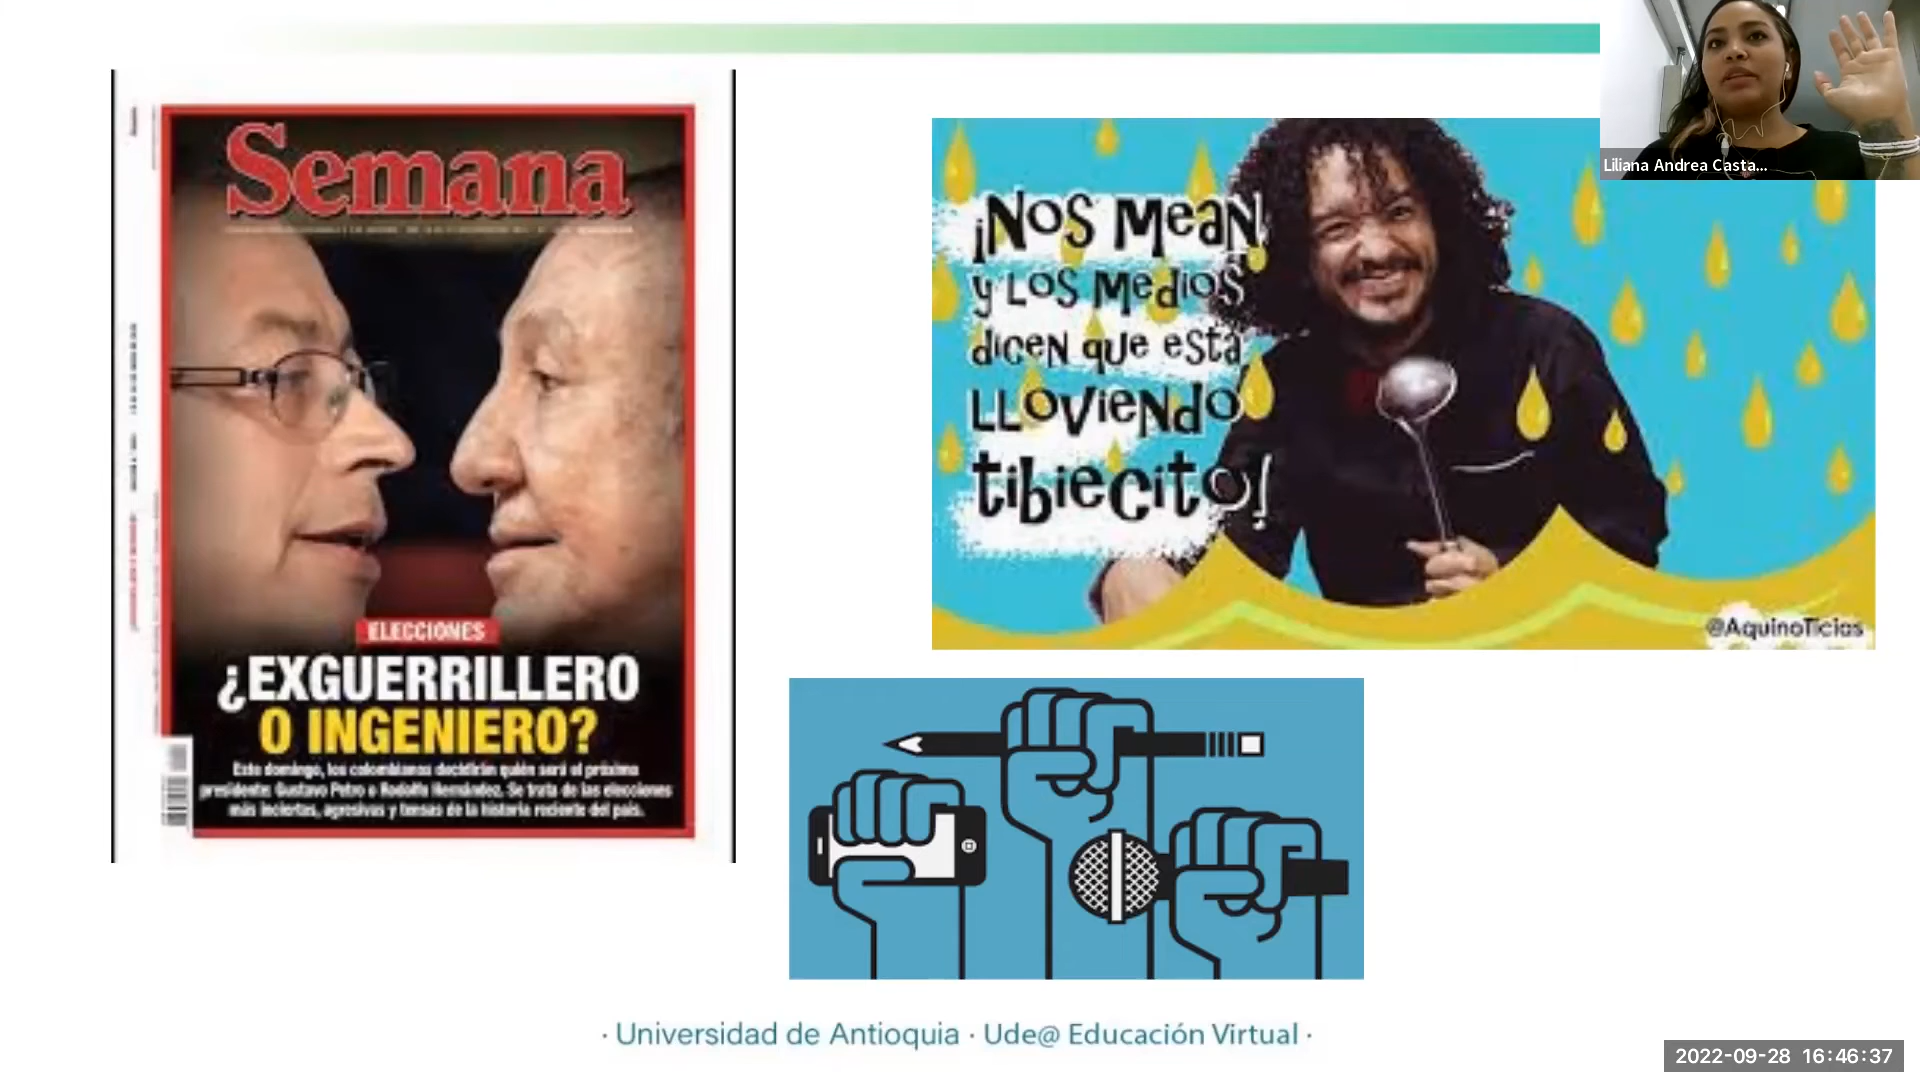 Semana
ELECCIONES
¿EXGUERRILLERO
O INGENIERO?
Este domingo, los colombianos decidirán quién será el próximo
presidente: Gustavo Petro o Rodolfo Hernández. Se trata de las elecciones
más inciertas, agresivas y tensas de la historia reciente del país.
¡Nos mean
y los medios
dicen que está
lloviendo
tibiecito!
@AquinoTicias
Liliana Andrea Casta...
· Universidad de Antioquia · Ude@ Educación Virtual ·
2022-09-28 16:46:37